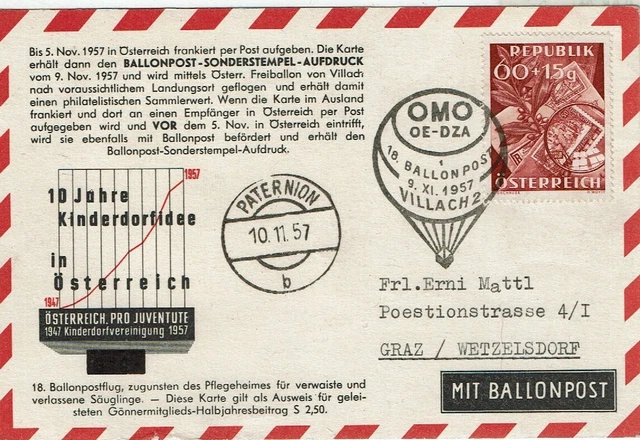 Bis 5. Nov. 1957 in Österreich frankiert per Post aufgeben. Die Karte
erhält dann den BALLONPOST-SONDERSTEMPEL-AUFDRUCK
vom 9. Nov. 1957 und wird mittels Österr. Freiballon von Villach
nach voraussichtlichem Landungsort geflogen und erhält damit
einen philatelistischen Sammlerwert. Wenn die Karte im Ausland
frankiert und dort an einen Empfänger in Österreich per Post
aufgegeben wird und VOR dem 5. Nov. in Österreich eintrifft,
wird sie ebenfalls mit Ballonpost befördert und erhält den
Ballonpost-Sonderstempel-Aufdruck.
REPUBLIK
60+15g
ÖSTERREICH
OMO
OE-DZA
1
18. BALLONPOST
9. XI. 1957
VILLACH 2
1957
10 Jahre
Kinderdorfidee
in
Österreich
1947
ÖSTERREICH. PRO JUVENTUTE
1947 Kinderdorfvereinigung 1957
PATERNION
10.11.57
b
Frl.Erni Mattl
Poestionstrasse 4/I
GRAZ / WETZELSDORF
MIT BALLONPOST
18. Ballonpostflug, zugunsten des Pflegeheimes für verwaiste und
verlassene Säuglinge. — Diese Karte gilt als Ausweis für gelei-
steten Gönnermitglieds-Halbjahresbeitrag S 2,50.